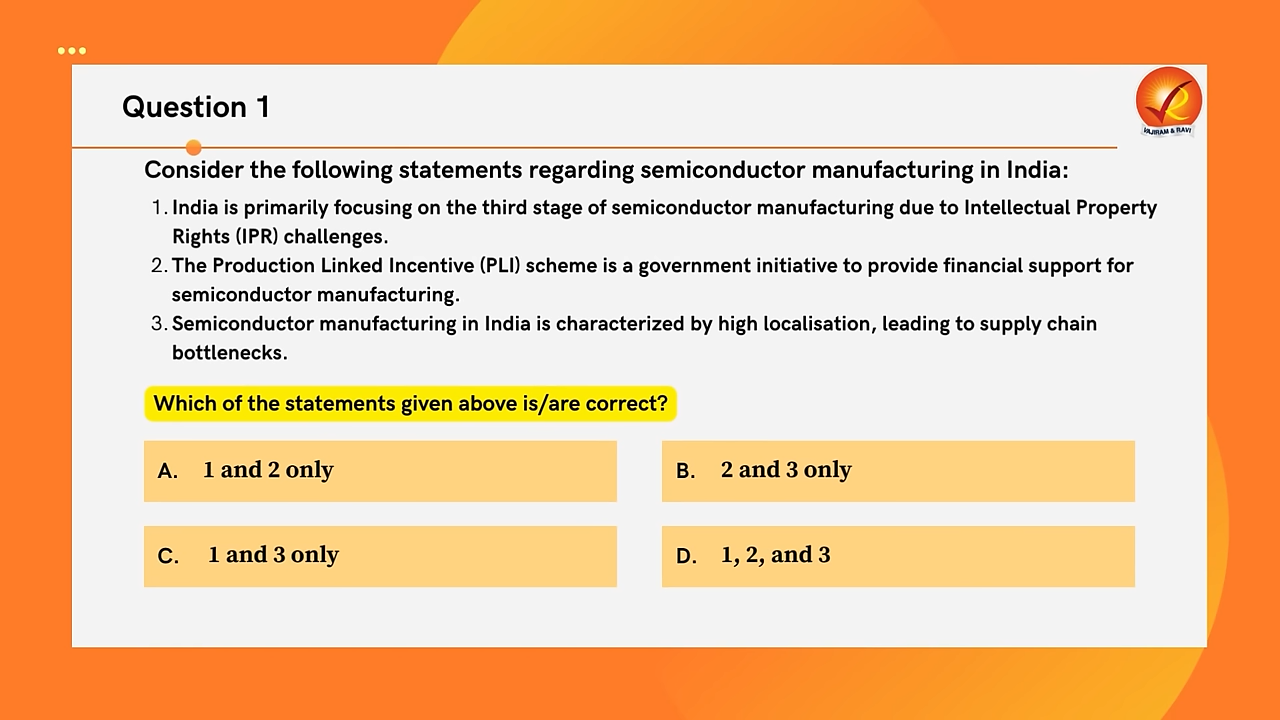 Question 1
VAJIRAM & RAVI
Consider the following statements regarding semiconductor manufacturing in India:
1. India is primarily focusing on the third stage of semiconductor manufacturing due to Intellectual Property
Rights (IPR) challenges.
2. The Production Linked Incentive (PLI) scheme is a government initiative to provide financial support for
semiconductor manufacturing.
3. Semiconductor manufacturing in India is characterized by high localisation, leading to supply chain
bottlenecks.
Which of the statements given above is/are correct?
A. 1 and 2 only
B. 2 and 3 only
C. 1 and 3 only
D. 1, 2, and 3